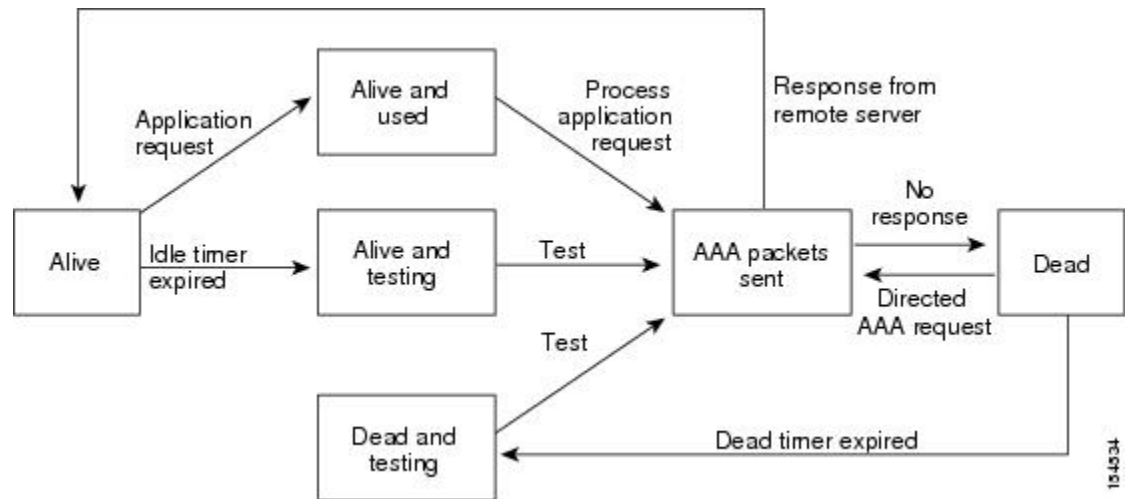 Alive and
used
Process
application
request
Response from
remote server
Application
request
No
response
Alive
Idle timer
expired
Alive and
testing
Test
AAA packets
sent
Dead
Directed
AAA request
Test
Dead and
testing
Dead timer expired
154534